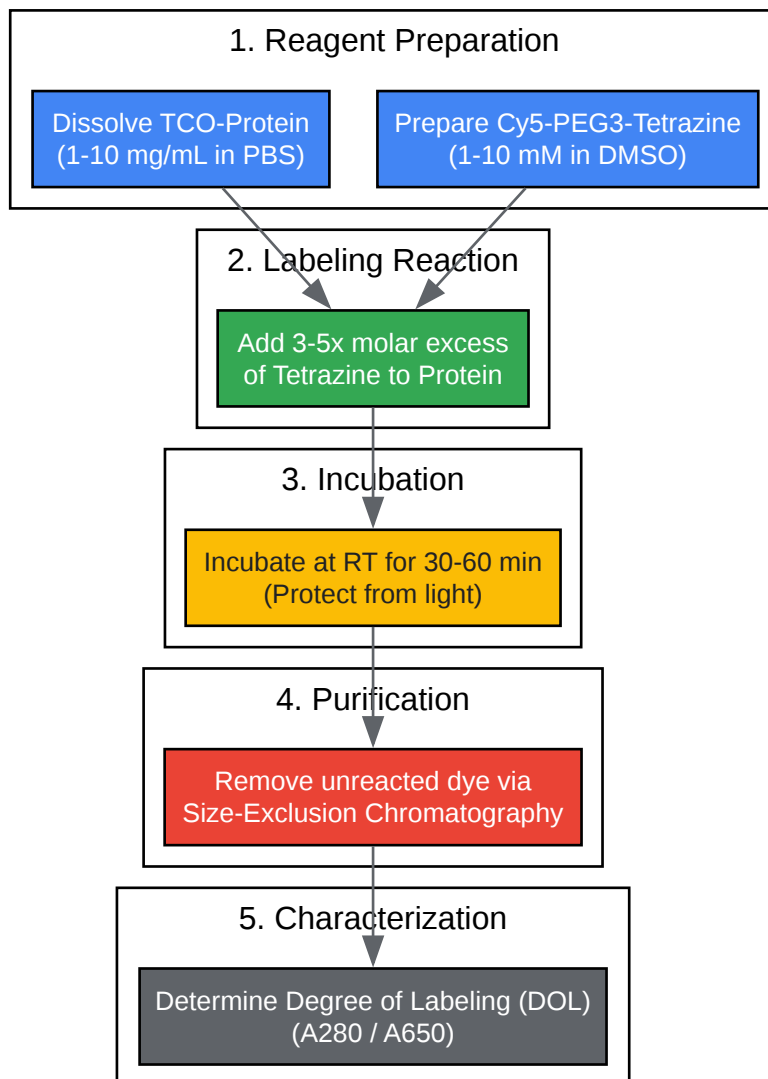 1. Reagent Preparation
Dissolve TCO-Protein
(1-10 mg/mL in PBS)
Prepare Cy5-PEG3-Tetrazine
(1-10 mM in DMSO)
2. Labeling Reaction
Add 3-5x molar excess
of Tetrazine to Protein
3. Incubation
Incubate at RT for 30-60 min
(Protect from light)
4. Purification
Remove unreacted dye via
Size-Exclusion Chromatography
5. Characterization
Determine Degree of Labeling (DOL)
(A280 / A650)